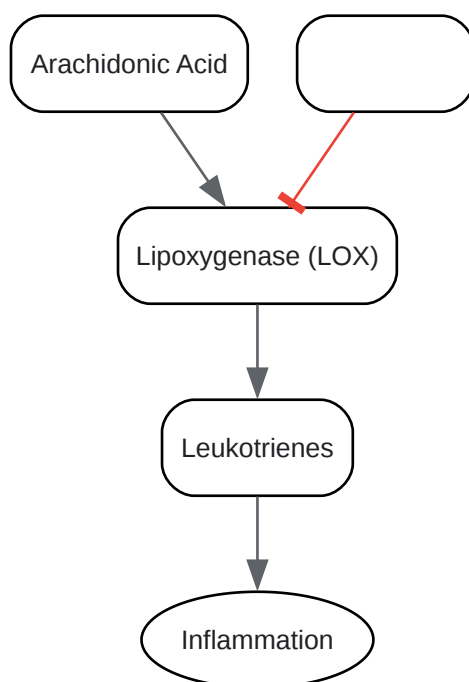 Arachidonic Acid
Lipoxygenase (LOX)
Leukotrienes
Inflammation